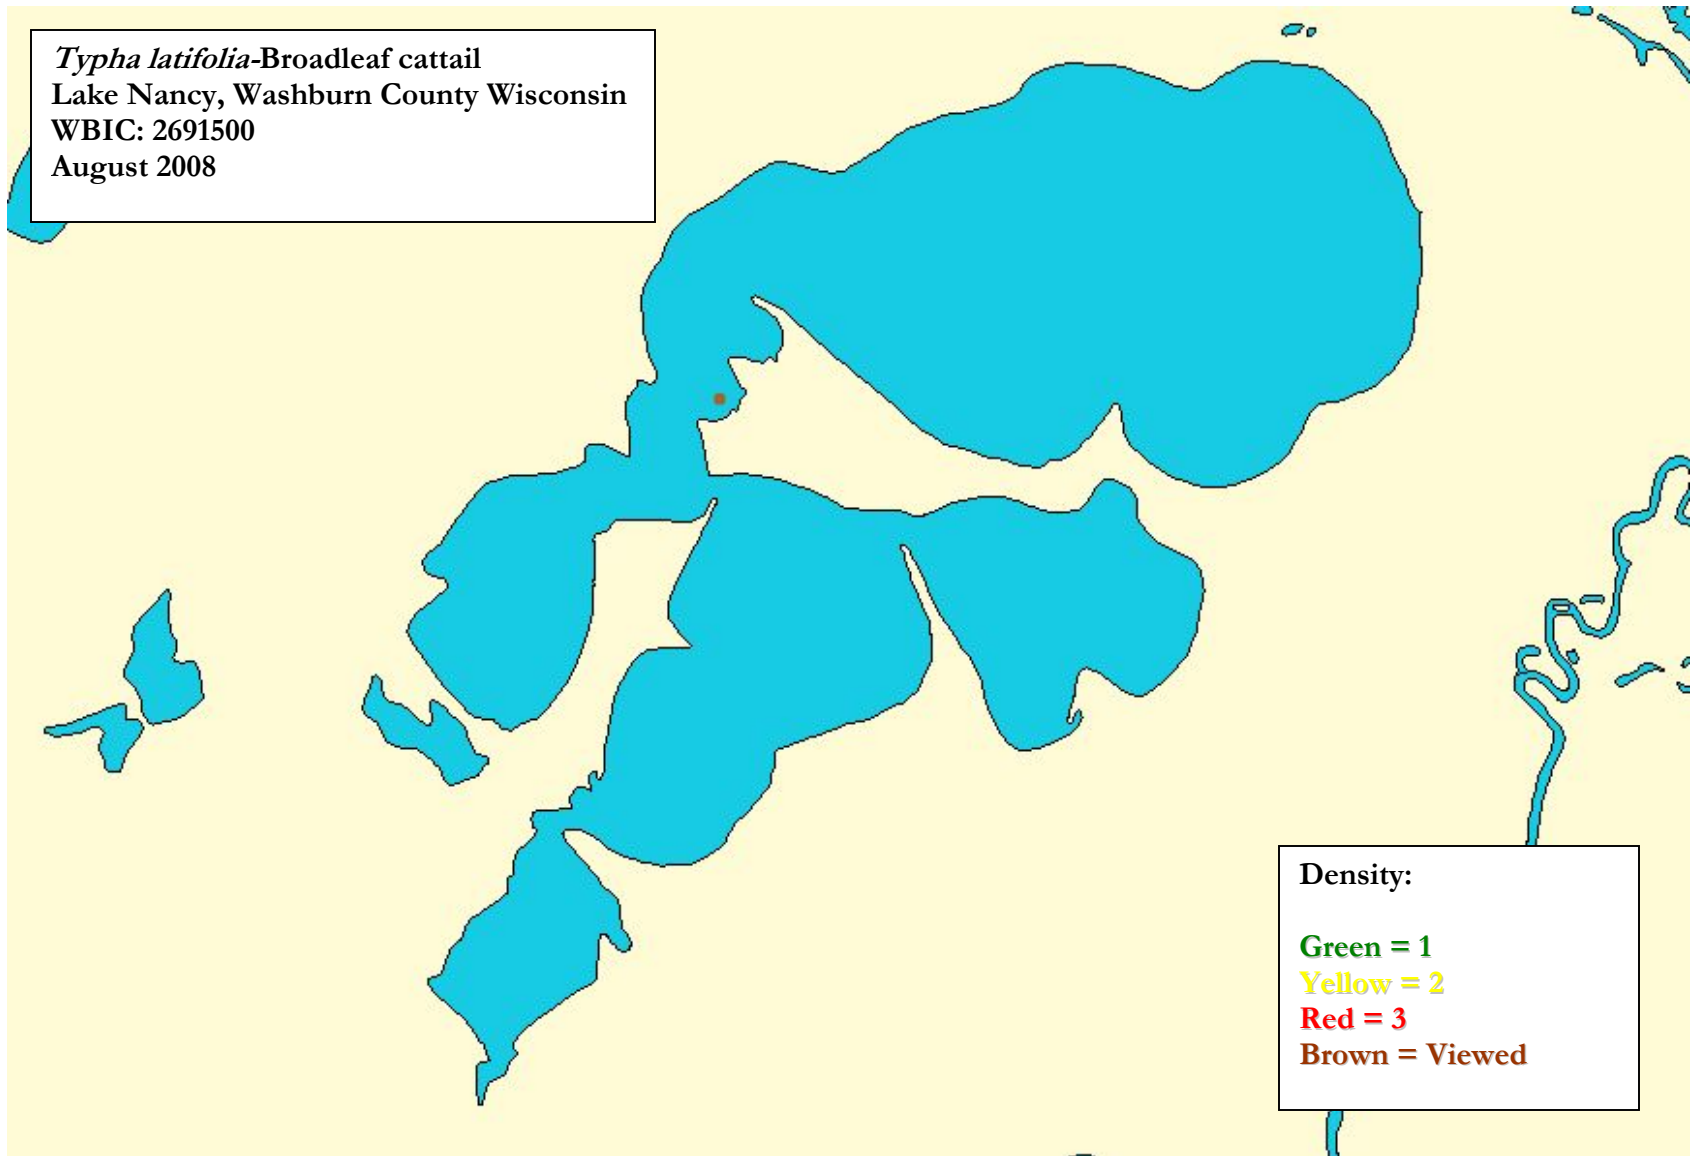 Typha latifolia-Broadleaf cattail
Lake Nancy, Washburn County Wisconsin
WBIC: 2691500
August 2008
Density:
Green = 1
Yellow = 2
Red = 3
Brown = Viewed